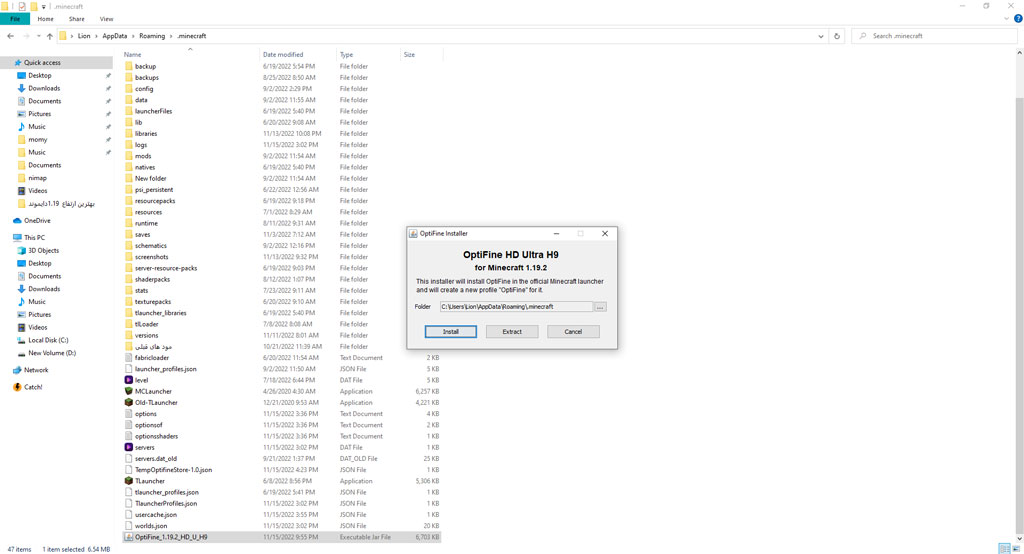 .minecraft
File Home Share View
Lion AppData Roaming .minecraft
Search .minecraft
Name Date modified Type Size
Quick access
Desktop
Downloads
Documents
Pictures
Music
momy
Music
Documents
nimap
Videos
بهترین ارتفاع 1.19دایموند
OneDrive
This PC
3D Objects
Desktop
Documents
Downloads
Music
Pictures
Videos
Local Disk (C:)
New Volume (D:)
Network
Catch!
backup 6/19/2022 5:54 PM File folder
backups 8/25/2022 8:50 AM File folder
config 9/2/2022 2:29 PM File folder
data 9/2/2022 11:55 AM File folder
launcherFiles 6/19/2022 5:40 PM File folder
lib 6/20/2022 9:08 AM File folder
libraries 11/13/2022 10:08 PM File folder
logs 11/15/2022 3:02 PM File folder
mods 9/2/2022 11:54 AM File folder
natives 6/19/2022 5:40 PM File folder
New folder 9/2/2022 11:54 AM File folder
psi_persistent 6/22/2022 12:56 AM File folder
resourcepacks 6/19/2022 9:18 PM File folder
resources 7/1/2022 8:29 AM File folder
runtime 8/11/2022 9:31 AM File folder
saves 11/3/2022 7:12 AM File folder
schematics 9/2/2022 12:16 PM File folder
screenshots 11/13/2022 9:32 PM File folder
server-resource-packs 6/19/2022 9:03 PM File folder
shaderpacks 8/12/2022 1:07 PM File folder
stats 7/23/2022 9:11 AM File folder
texturepacks 6/20/2022 9:10 AM File folder
tlauncher_libraries 6/19/2022 5:40 PM File folder
tlLoader 7/8/2022 8:08 AM File folder
versions 11/11/2022 8:01 AM File folder
مود های قبلی 10/21/2022 11:39 AM File folder
fabricloader 6/20/2022 11:54 AM Text Document 2 KB
launcher_profiles.json 9/2/2022 11:50 AM JSON File 5 KB
level 7/18/2022 6:44 PM DAT File 5 KB
MCLauncher 4/26/2020 4:30 AM Application 6,257 KB
Old-TLauncher 12/21/2020 9:53 AM Application 4,221 KB
options 11/15/2022 3:36 PM Text Document 4 KB
optionsof 11/15/2022 3:36 PM Text Document 2 KB
optionsshaders 11/15/2022 3:36 PM Text Document 1 KB
servers 11/15/2022 3:02 PM DAT File 1 KB
servers.dat_old 9/21/2022 1:37 PM DAT_OLD File 25 KB
TempOptifineStore-1.0.json 11/15/2022 4:23 PM JSON File 1 KB
TLauncher 6/8/2022 8:56 PM Application 5,306 KB
tlauncher_profiles.json 6/19/2022 5:41 PM JSON File 1 KB
TlauncherProfiles.json 11/15/2022 3:02 PM JSON File 1 KB
usercache.json 11/15/2022 3:55 PM JSON File 1 KB
worlds.json 11/15/2022 3:02 PM JSON File 20 KB
OptiFine_1.19.2_HD_U_H9 11/15/2022 9:55 PM Executable Jar File 6,703 KB
OptiFine Installer
OptiFine HD Ultra H9
for Minecraft 1.19.2
This installer will install OptiFine in the official Minecraft launcher
and will create a new profile "OptiFine" for it.
Folder C:\Users\Lion\AppData\Roaming\.minecraft ...
Install Extract Cancel
47 items 1 item selected 6.54 MB